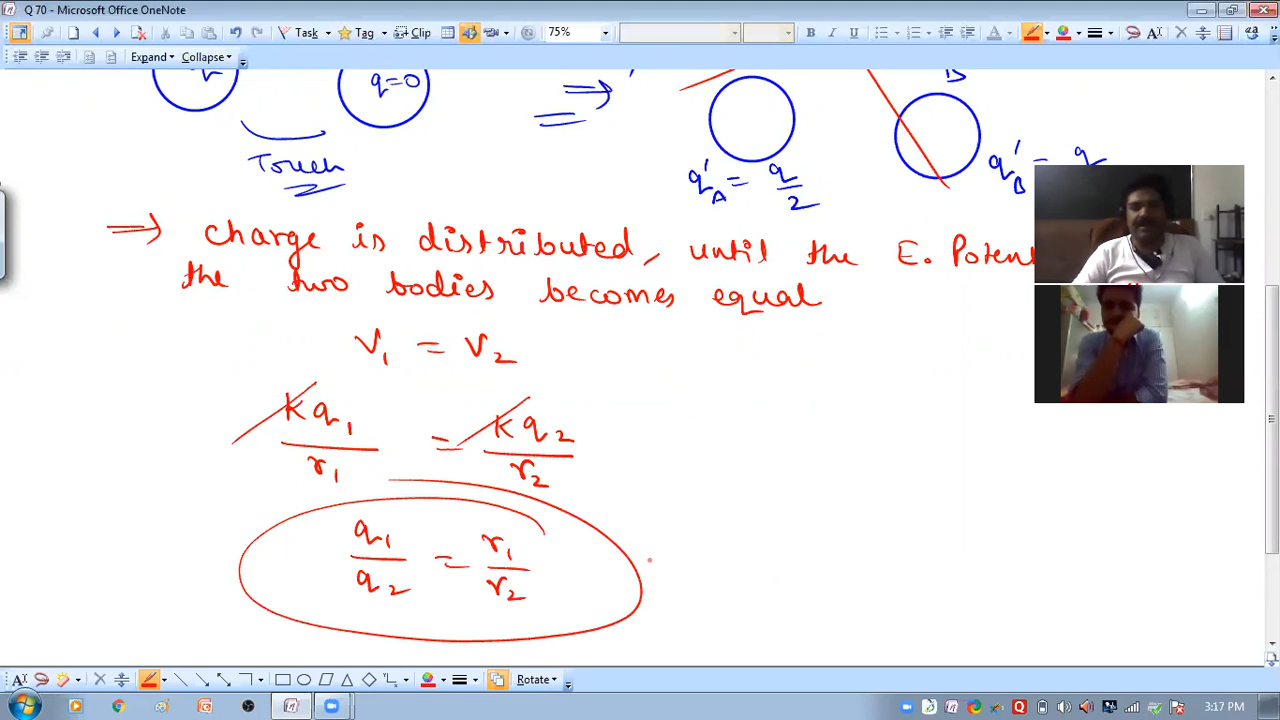 Q 70 - Microsoft Office OneNote
Task Tag Clip 75% B I U
Expand Collapse
q=0
Touch
q'A = q/2
B
q'B = q
⇒ charge is distributed, until the E.
the two bodies becomes equal
V1 = V2
Kq1/r1 = Kq2/r2
q1/q2 = r1/r2
Rotate
3:17 PM